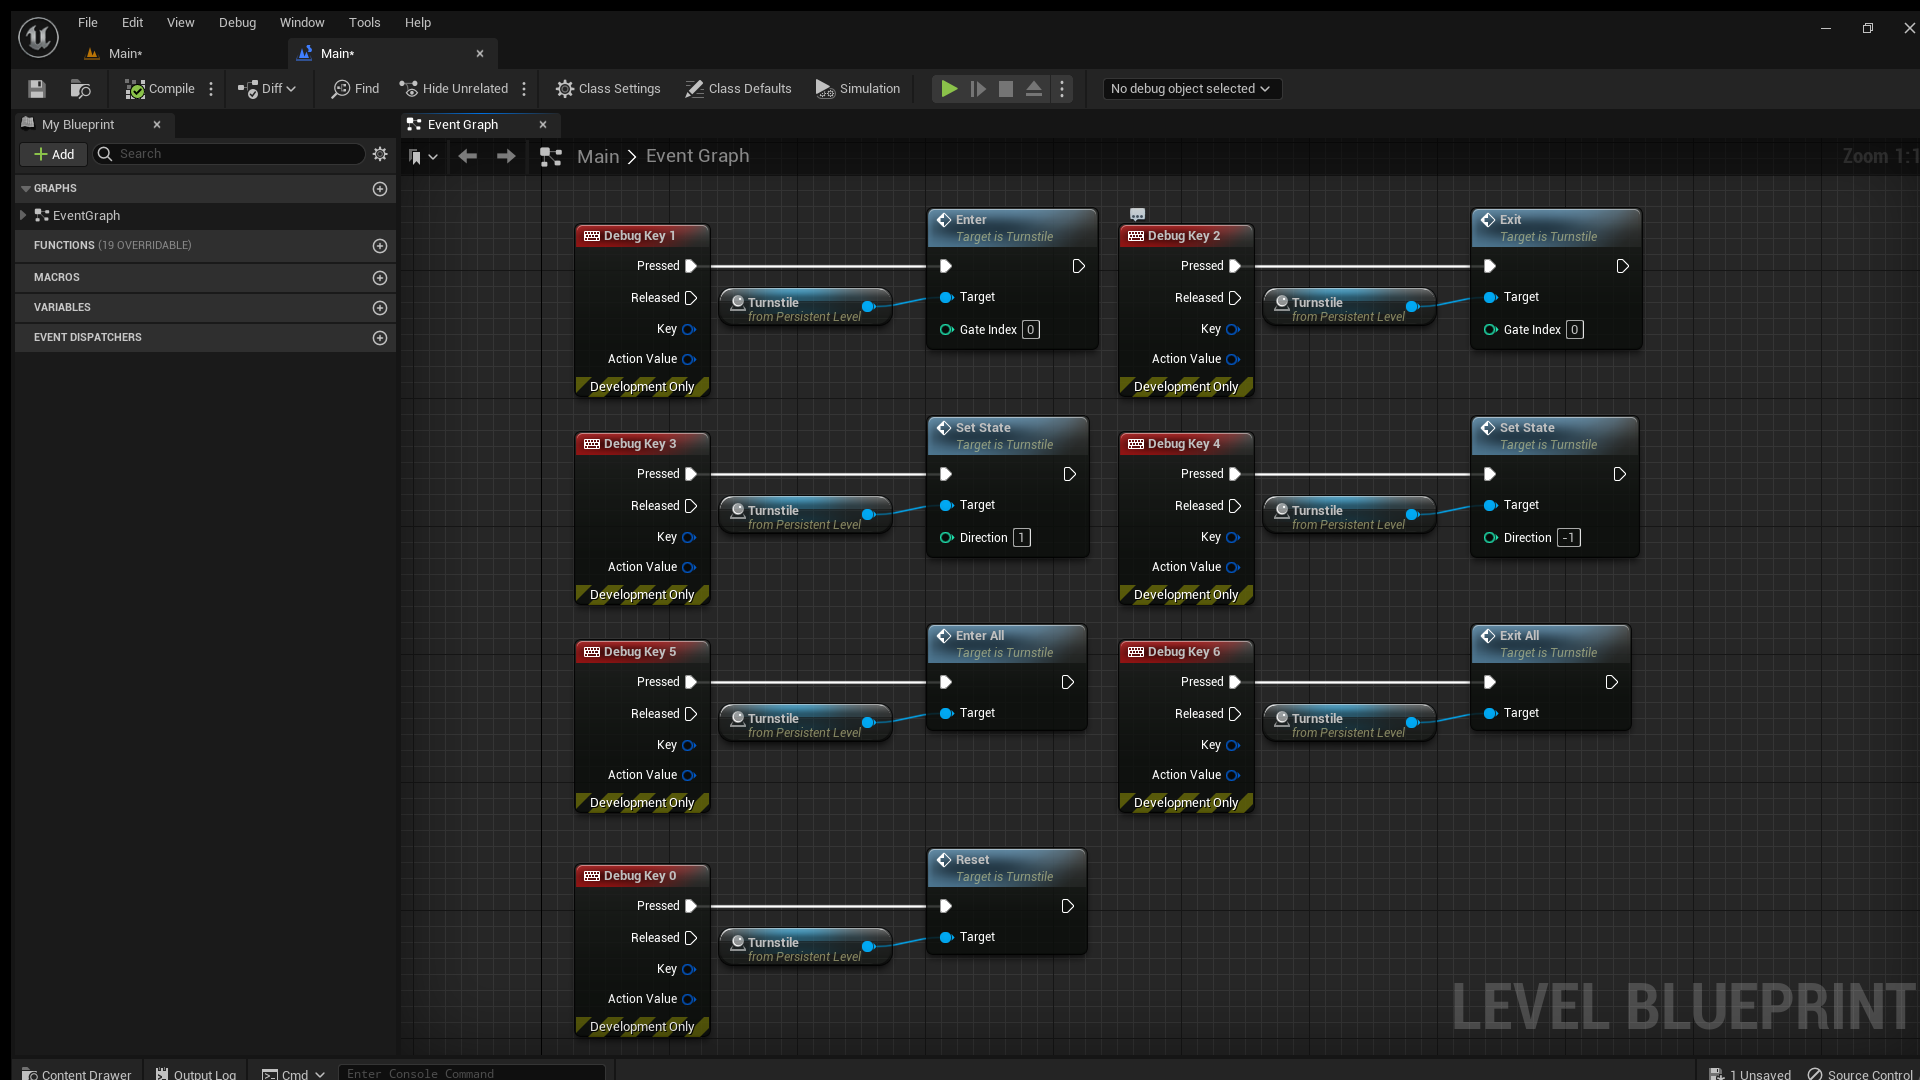 File Edit View Debug Window Tools Help
Main* Main*
Compile Diff Find Hide Unrelated Class Settings Class Defaults Simulation No debug object selected
My Blueprint
Event Graph
Add Search
Main > Event Graph
Zoom 1:1
GRAPHS
EventGraph
FUNCTIONS (19 OVERRIDABLE)
MACROS
VARIABLES
EVENT DISPATCHERS
Debug Key 1
Pressed
Released
Key
Action Value
Development Only
Turnstile
from Persistent Level
Enter
Target is Turnstile
Target
Gate Index 0
Debug Key 2
Pressed
Released
Key
Action Value
Development Only
Turnstile
from Persistent Level
Exit
Target is Turnstile
Target
Gate Index 0
Debug Key 3
Pressed
Released
Key
Action Value
Development Only
Turnstile
from Persistent Level
Set State
Target is Turnstile
Target
Direction 1
Debug Key 4
Pressed
Released
Key
Action Value
Development Only
Turnstile
from Persistent Level
Set State
Target is Turnstile
Target
Direction -1
Debug Key 5
Pressed
Released
Key
Action Value
Development Only
Turnstile
from Persistent Level
Enter All
Target is Turnstile
Target
Debug Key 6
Pressed
Released
Key
Action Value
Development Only
Turnstile
from Persistent Level
Exit All
Target is Turnstile
Target
Debug Key 0
Pressed
Released
Key
Action Value
Development Only
Turnstile
from Persistent Level
Reset
Target is Turnstile
Target
LEVEL BLUEPRINT
Content Drawer Output Log Cmd Enter Console Command 1 Unsaved Source Control